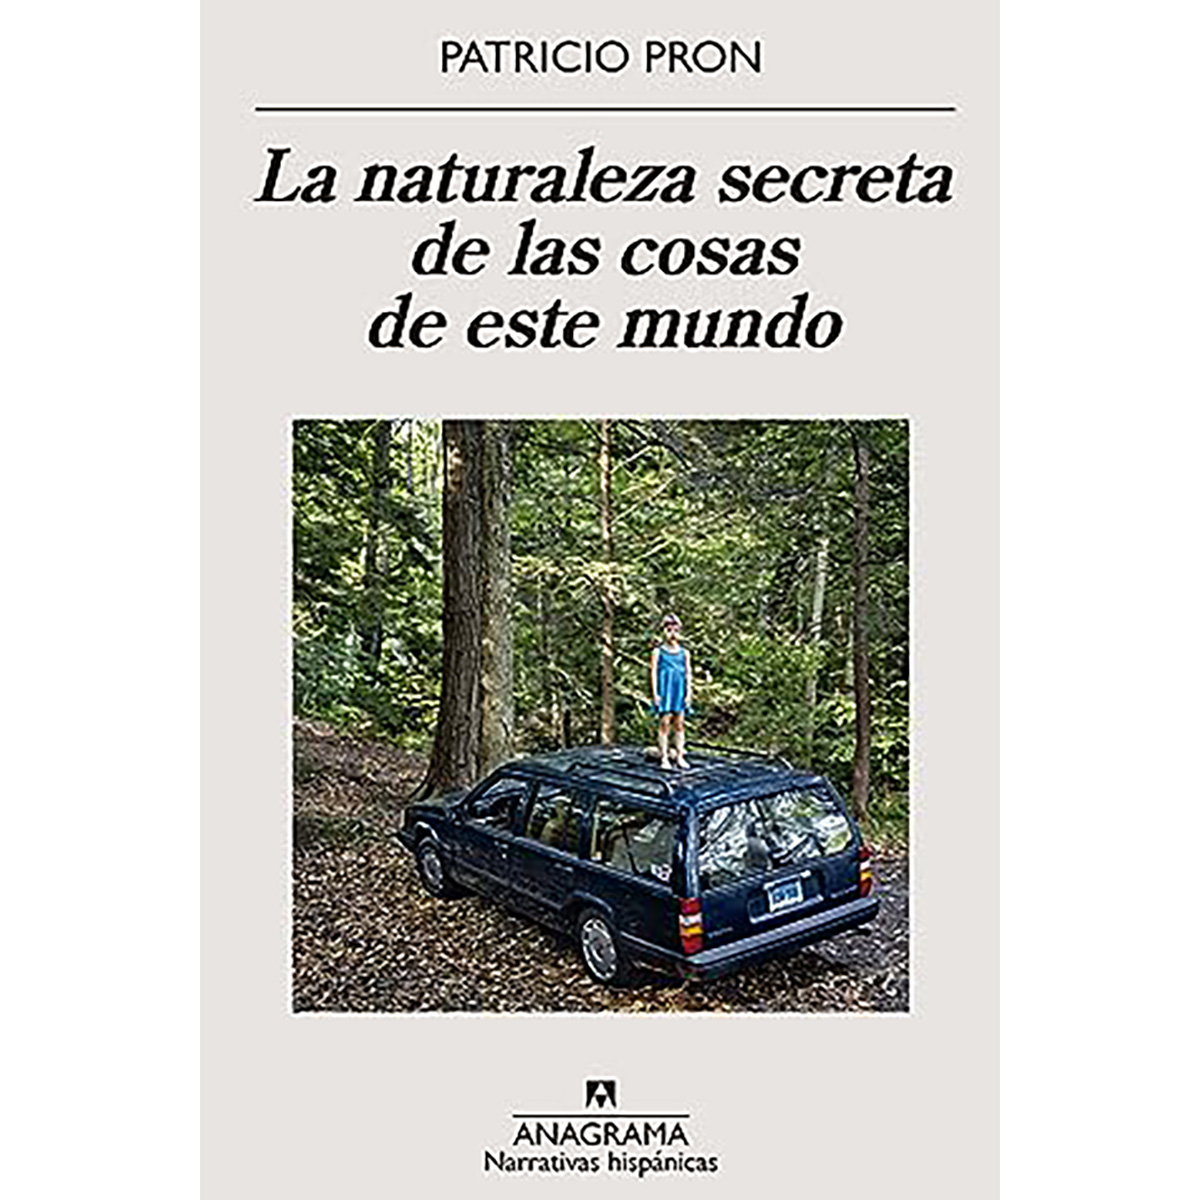 PATRICIO PRON
La naturaleza secreta
de las cosas
de este mundo
ANAGRAMA
Narrativas hispánicas